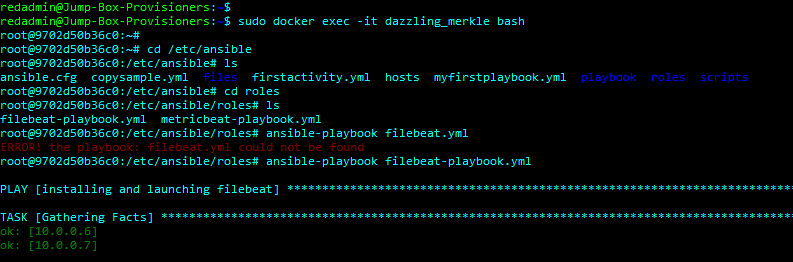 redadmin@Jump-Box-Provisioners:~$
redadmin@Jump-Box-Provisioners:~$ sudo docker exec -it dazzling_merkle bash
root@9702d50b36c0:~#
root@9702d50b36c0:~# cd /etc/ansible
root@9702d50b36c0:/etc/ansible# ls
ansible.cfg copysample.yml files firstactivity.yml hosts myfirstplaybook.yml playbook roles scripts
root@9702d50b36c0:/etc/ansible# cd roles
root@9702d50b36c0:/etc/ansible/roles# ls
filebeat-playbook.yml metricbeat-playbook.yml
root@9702d50b36c0:/etc/ansible/roles# ansible-playbook filebeat.yml
ERROR! the playbook: filebeat.yml could not be found
root@9702d50b36c0:/etc/ansible/roles# ansible-playbook filebeat-playbook.yml
PLAY [installing and launching filebeat] ************************************************************************
TASK [Gathering Facts] ******************************************************************************************
ok: [10.0.0.6]
ok: [10.0.0.7]